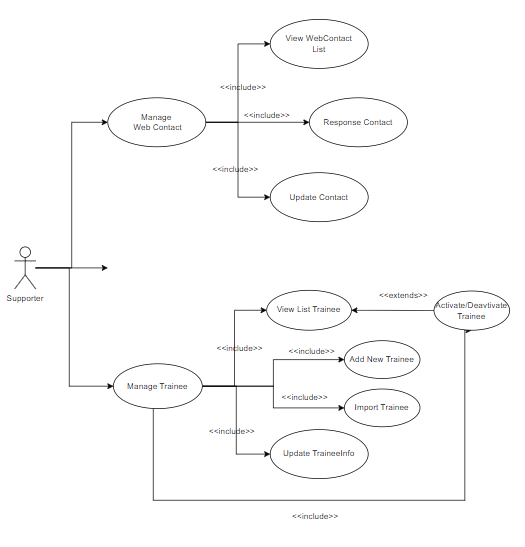 View WebContact
List
<<include>>
Manage
Web Contact
<<include>>
Response Contact
<<include>>
Update Contact
Supporter
<<extends>>
View List Trainee
Activate/Deavtivate
Trainee
<<include>>
<<include>>
Add New Trainee
Manage Trainee
<<include>>
Import Trainee
<<include>>
Update TraineeInfo
<<include>>